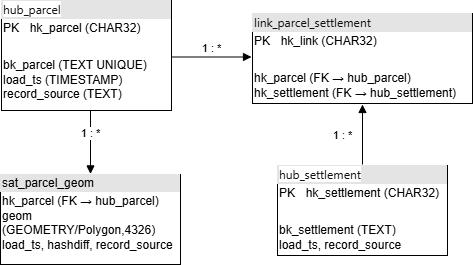 hub_parcel
PK hk_parcel (CHAR32)
bk_parcel (TEXT UNIQUE)
load_ts (TIMESTAMP)
record_source (TEXT)
1 : *
link_parcel_settlement
PK hk_link (CHAR32)
hk_parcel (FK → hub_parcel)
hk_settlement (FK → hub_settlement)
1 : *
1 : *
sat_parcel_geom
hk_parcel (FK → hub_parcel)
geom
(GEOMETRY/Polygon,4326)
load_ts, hashdiff, record_source
hub_settlement
PK hk_settlement (CHAR32)
bk_settlement (TEXT)
load_ts, record_source